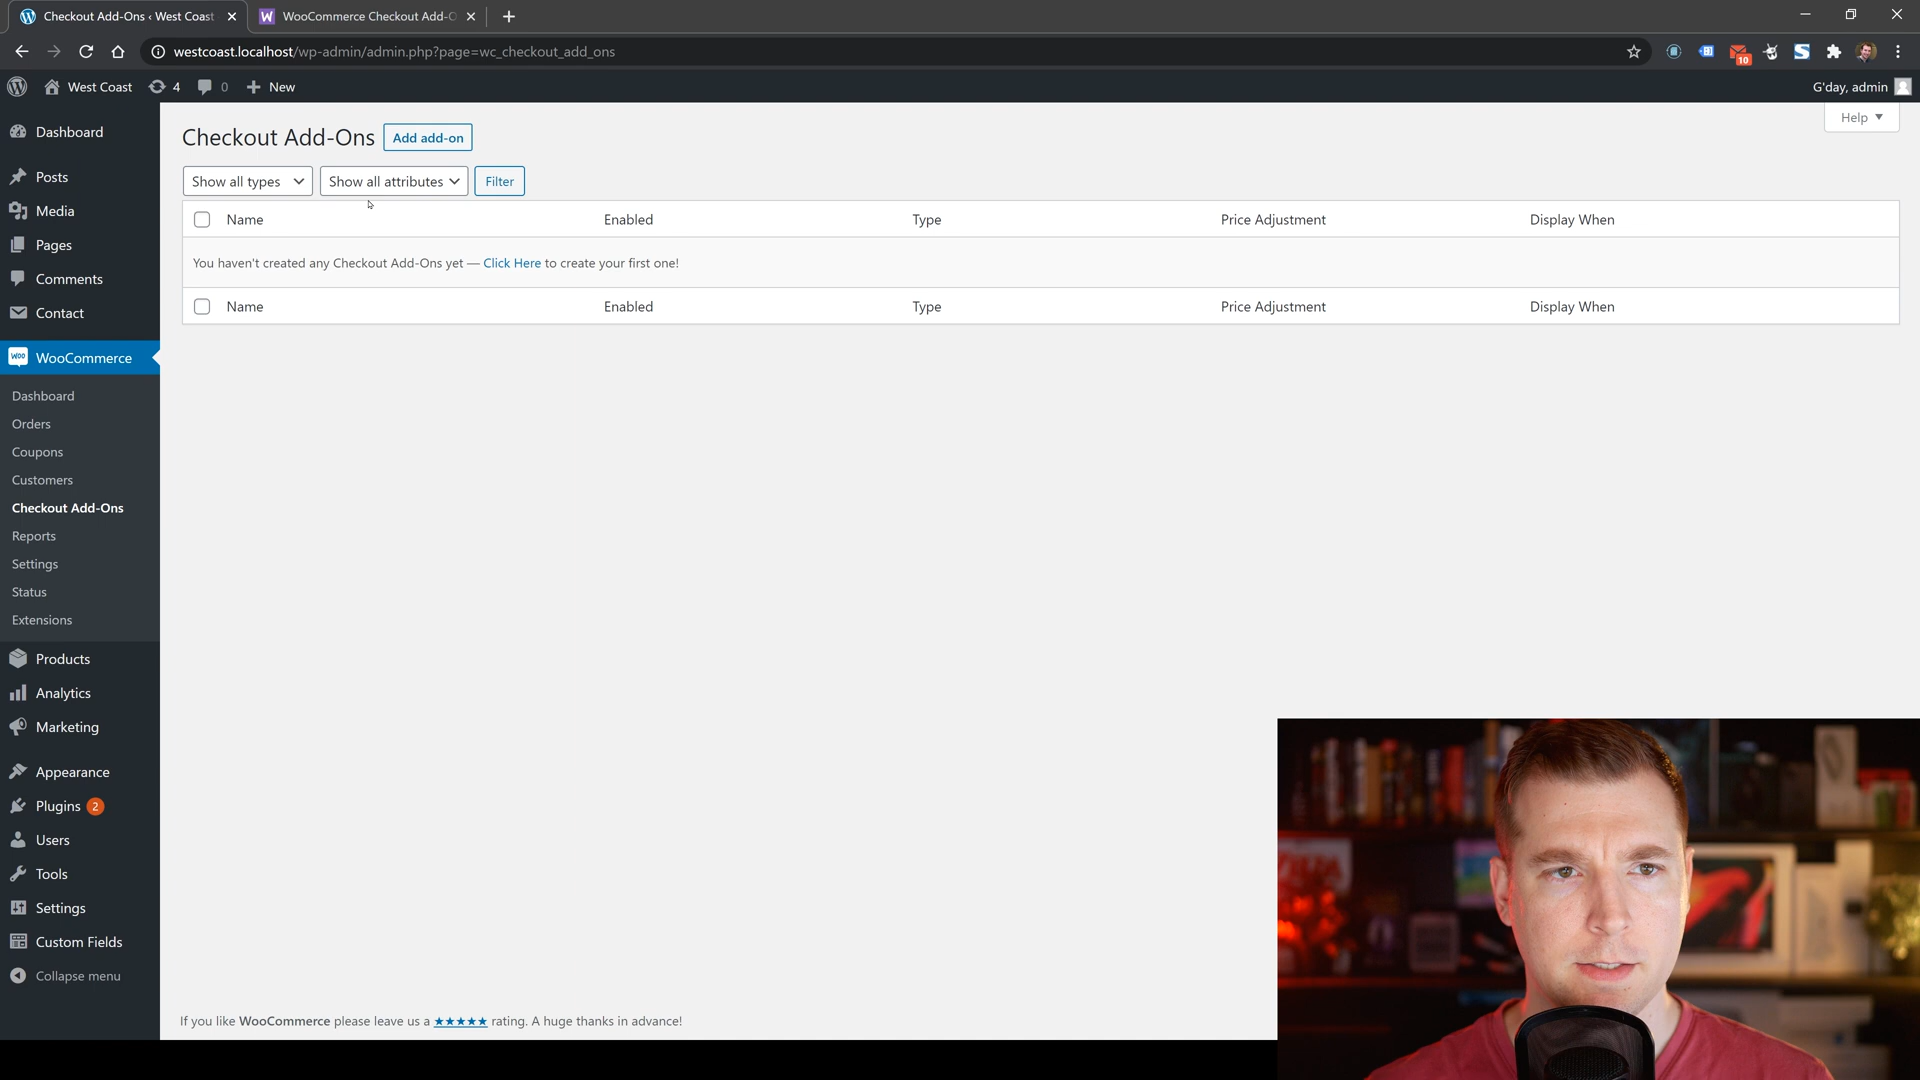 Checkout Add-Ons ‹ West Coast
WooCommerce Checkout Add-O
westcoast.localhost/wp-admin/admin.php?page=wc_checkout_add_ons
10
West Coast
4
0
New
G'day, admin
Help
Dashboard
Posts
Media
Pages
Comments
Contact
WooCommerce
Dashboard
Orders
Coupons
Customers
Checkout Add-Ons
Reports
Settings
Status
Extensions
Products
Analytics
Marketing
Appearance
Plugins 2
Users
Tools
Settings
Custom Fields
Collapse menu
Checkout Add-Ons Add add-on
Show all types Show all attributes Filter
Name Enabled Type Price Adjustment Display When
You haven't created any Checkout Add-Ons yet — Click Here to create your first one!
Name Enabled Type Price Adjustment Display When
If you like WooCommerce please leave us a ★★★★★ rating. A huge thanks in advance!